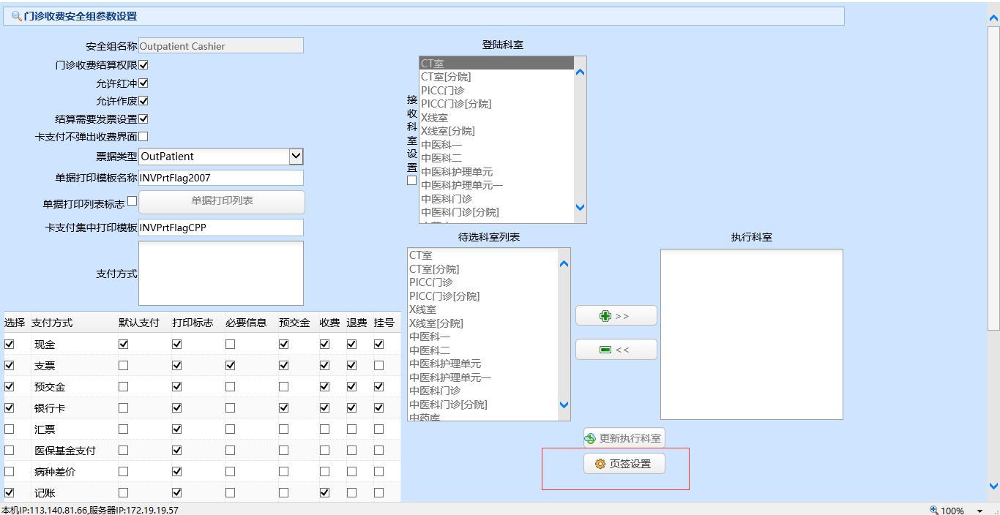 门诊收费安全组参数设置
安全组名称 Outpatient Cashier
门诊收费结算权限
允许红冲
允许作废
结算需要发票设置
卡支付不弹出收费界面
票据类型 OutPatient
单据打印模板名称 INVPrtFlag2007
单据打印列表标志 单据打印列表
卡支付集中打印模板 INVPrtFlagCPP
支付方式
选择 支付方式 默认支付 打印标志 必要信息 预交金 收费 退费 挂号
现金
支票
预交金
银行卡
汇票
医保基金支付
病种差价
记账
登陆科室
接收科室设置
CT室
CT室[分院]
PICC门诊
PICC门诊[分院]
X线室
X线室[分院]
中医科一
中医科二
中医科护理单元
中医科护理单元一
中医科门诊
中医科门诊[分院]
待选科室列表
CT室
CT室[分院]
PICC门诊
PICC门诊[分院]
X线室
X线室[分院]
中医科一
中医科二
中医科护理单元
中医科护理单元一
中医科门诊
中医科门诊[分院]
中药库
>>
<<
执行科室
更新执行科室
页签设置
本机IP:113.140.81.66,服务器IP:172.19.19.57
100%